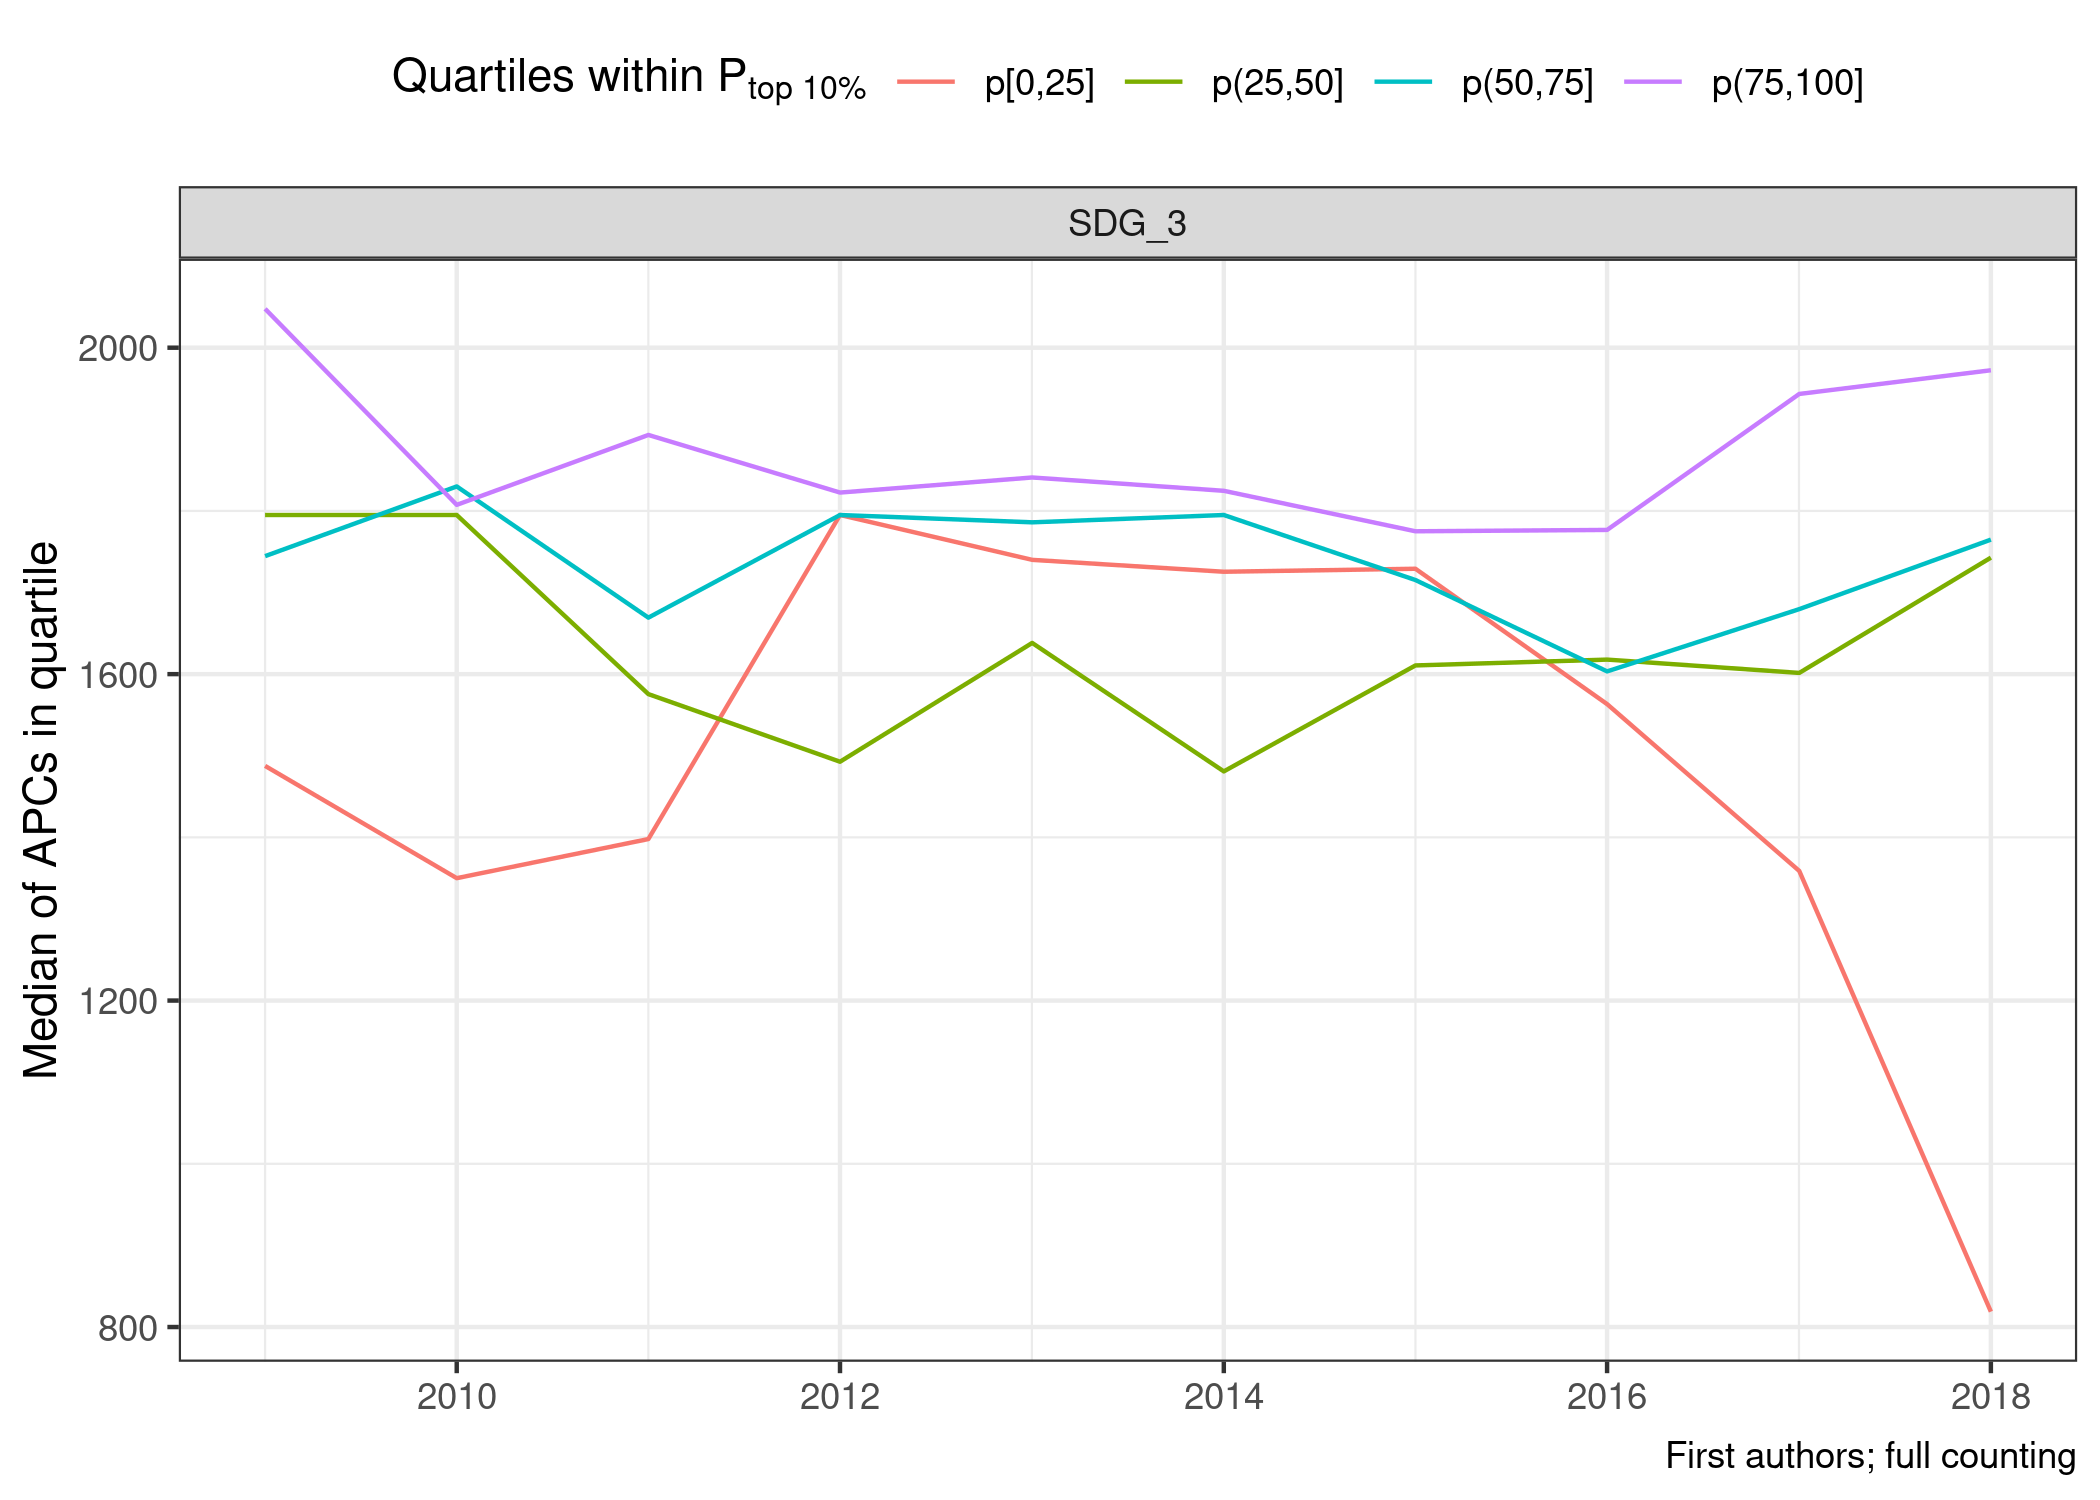 Quartiles within Ptop 10% p[0,25] p(25,50] p(50,75] p(75,100]
SDG_3
Median of APCs in quartile
2000
1600
1200
800
2010 2012 2014 2016 2018
First authors; full counting